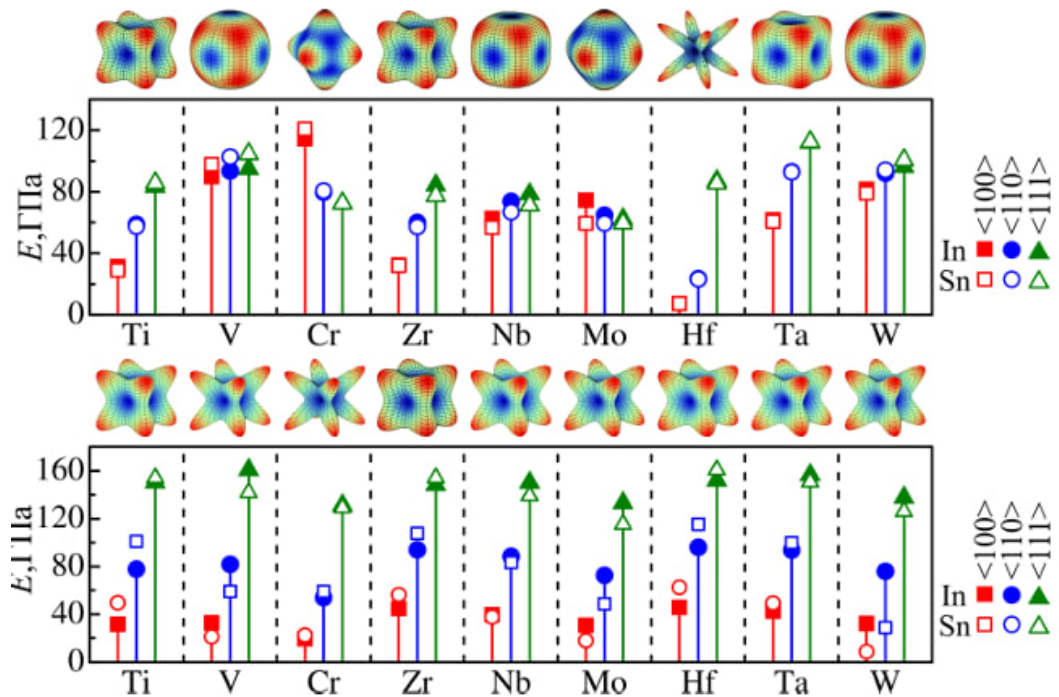 E,ГПа
120
80
40
0
Ti V Cr Zr Nb Mo Hf Ta W
<100>
<110>
<111>
In
Sn
E,ГПа
160
120
80
40
0
Ti V Cr Zr Nb Mo Hf Ta W
<100>
<110>
<111>
In
Sn